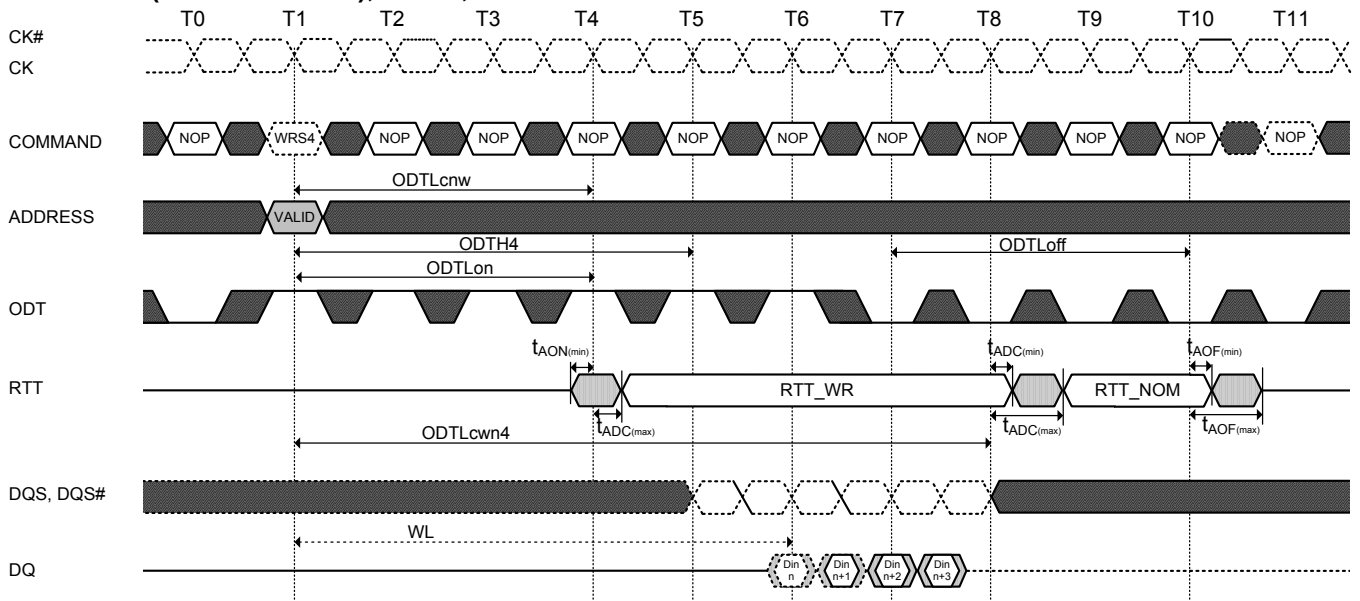 T0 T1 T2 T3 T4 T5 T6 T7 T8 T9 T10 T11
CK#
CK
COMMAND NOP WRS4 NOP NOP NOP NOP NOP NOP NOP NOP NOP NOP
ODTLcnw
ADDRESS VALID
ODTH4 ODTLoff
ODTLon
ODT
tAON(min) tADC(min) tAOF(min)
RTT RTT_WR RTT_NOM
tADC(max) tADC(max) tAOF(max)
ODTLcwn4
DQS, DQS#
WL
DQ Din n Din n+1 Din n+2 Din n+3